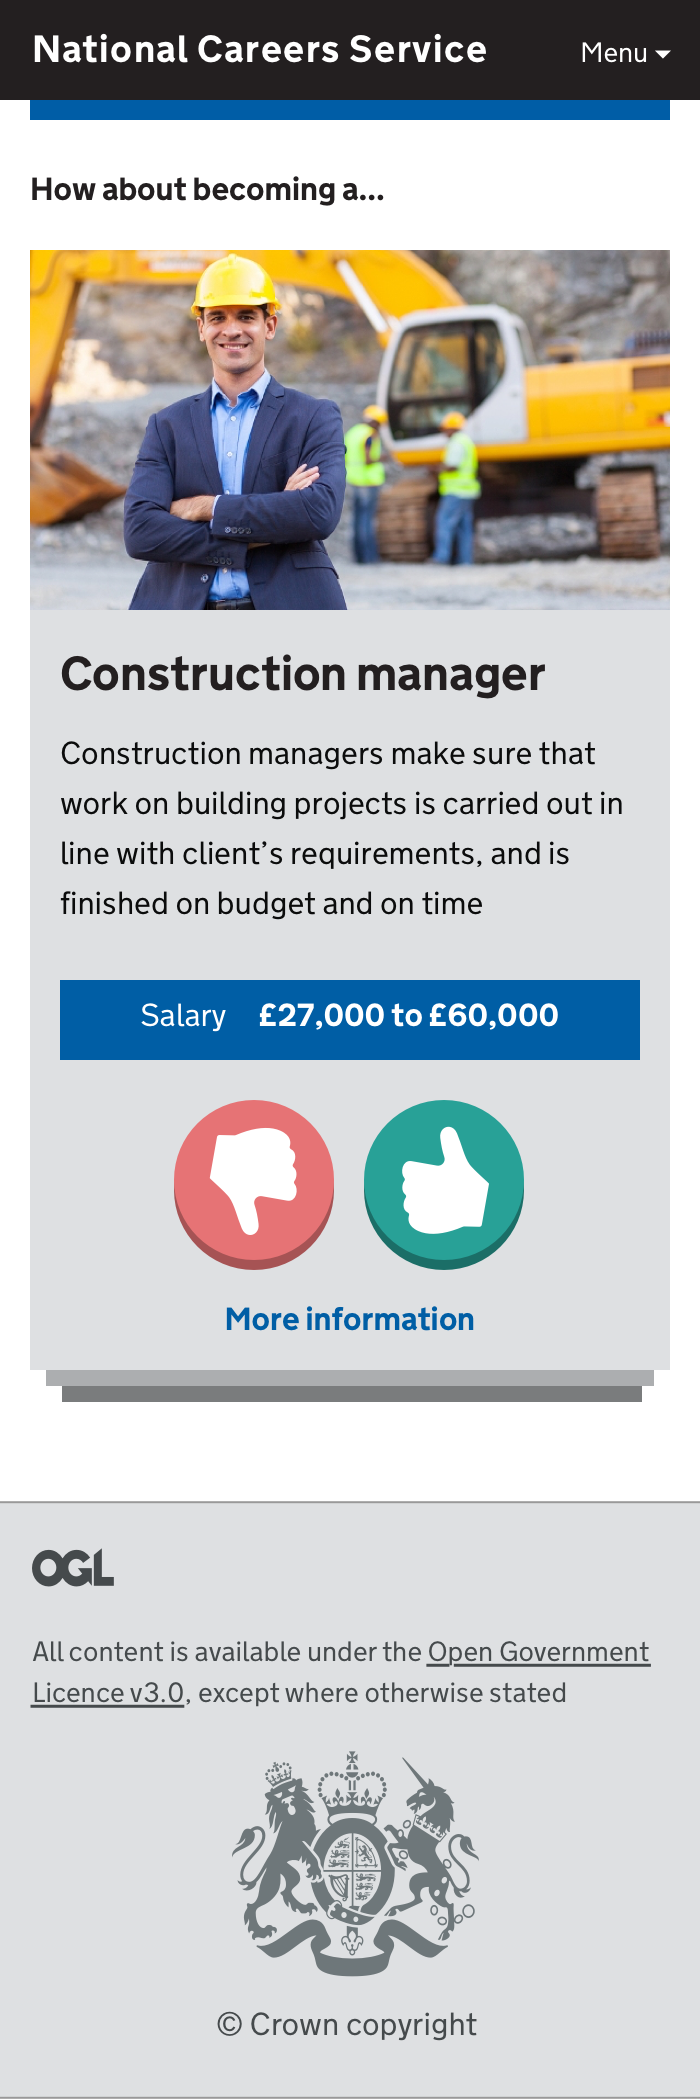 National Careers Service
Menu
How about becoming a...
Construction manager
Construction managers make sure that
work on building projects is carried out in
line with client’s requirements, and is
finished on budget and on time
Salary £27,000 to £60,000
More information
OGL
All content is available under the Open Government
Licence v3.0, except where otherwise stated
© Crown copyright